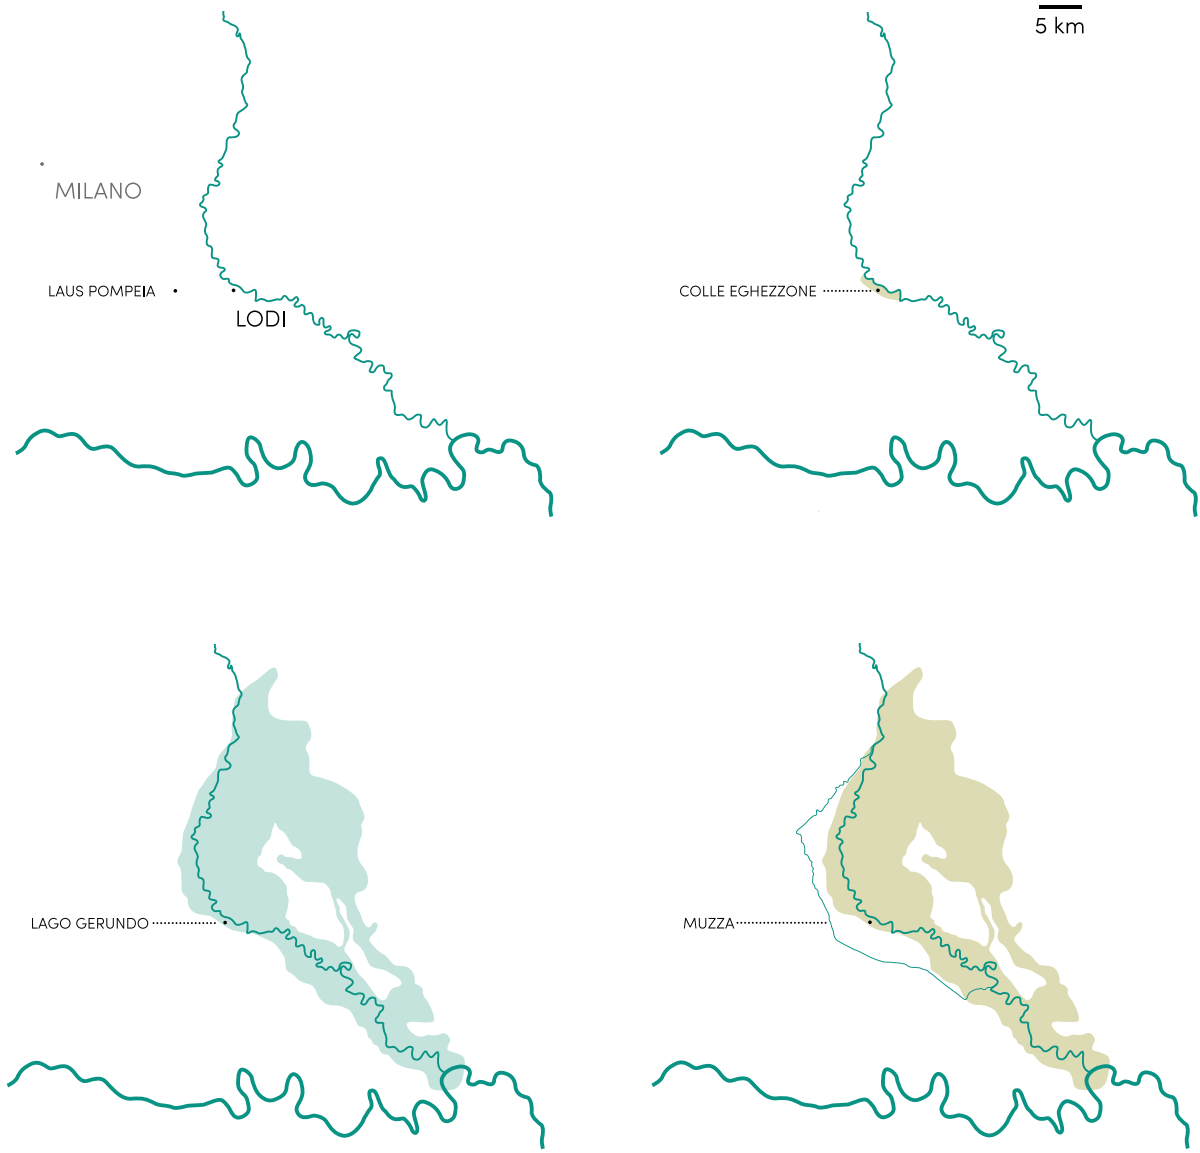 5 km
MILANO
LAUS POMPEIA
LODI
COLLE EGHEZZONE
LAGO GERUNDO
MUZZA